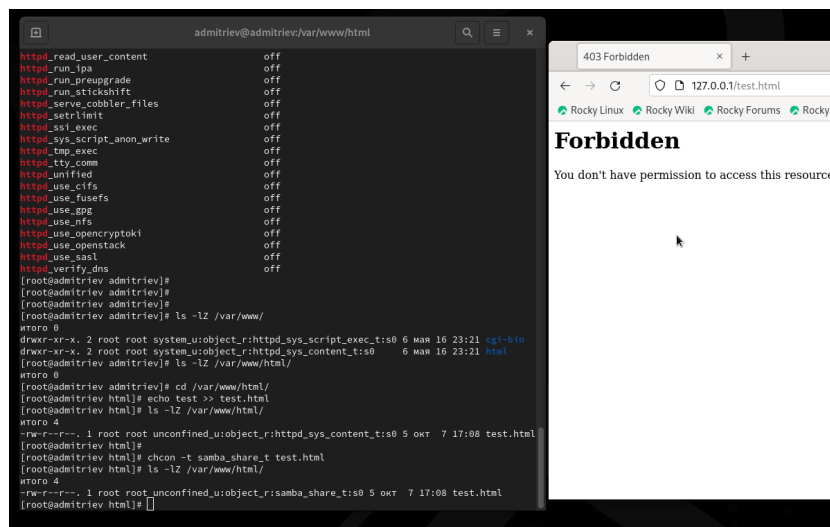 admitriev@admitriev:/var/www/html
httpd_read_user_content off
httpd_run_ipa off
httpd_run_preupgrade off
httpd_run_stickshift off
httpd_serve_cobbler_files off
httpd_setrlimit off
httpd_ssi_exec off
httpd_sys_script_anon_write off
httpd_tmp_exec off
httpd_tty_comm off
httpd_unified off
httpd_use_cifs off
httpd_use_fusefs off
httpd_use_gpg off
httpd_use_nfs off
httpd_use_opencryptoki off
httpd_use_openstack off
httpd_use_sasl off
httpd_verify_dns off
[root@admitriev admitriev]#
[root@admitriev admitriev]#
[root@admitriev admitriev]#
[root@admitriev admitriev]# ls -lZ /var/www/
итого 0
drwxr-xr-x. 2 root root system_u:object_r:httpd_sys_script_exec_t:s0 6 мая 16 23:21 cgi-bin
drwxr-xr-x. 2 root root system_u:object_r:httpd_sys_content_t:s0 6 мая 16 23:21 html
[root@admitriev admitriev]# ls -lZ /var/www/html/
итого 0
[root@admitriev admitriev]# cd /var/www/html/
[root@admitriev html]# echo test >> test.html
[root@admitriev html]# ls -lZ /var/www/html/
итого 4
-rw-r--r--. 1 root root unconfined_u:object_r:httpd_sys_content_t:s0 5 окт 7 17:08 test.html
[root@admitriev html]#
[root@admitriev html]# chcon -t samba_share_t test.html
[root@admitriev html]# ls -lZ /var/www/html/
итого 4
-rw-r--r--. 1 root root unconfined_u:object_r:samba_share_t:s0 5 окт 7 17:08 test.html
[root@admitriev html]#
403 Forbidden
127.0.0.1/test.html
Rocky Linux Rocky Wiki Rocky Forums Rocky
Forbidden
You don't have permission to access this resource